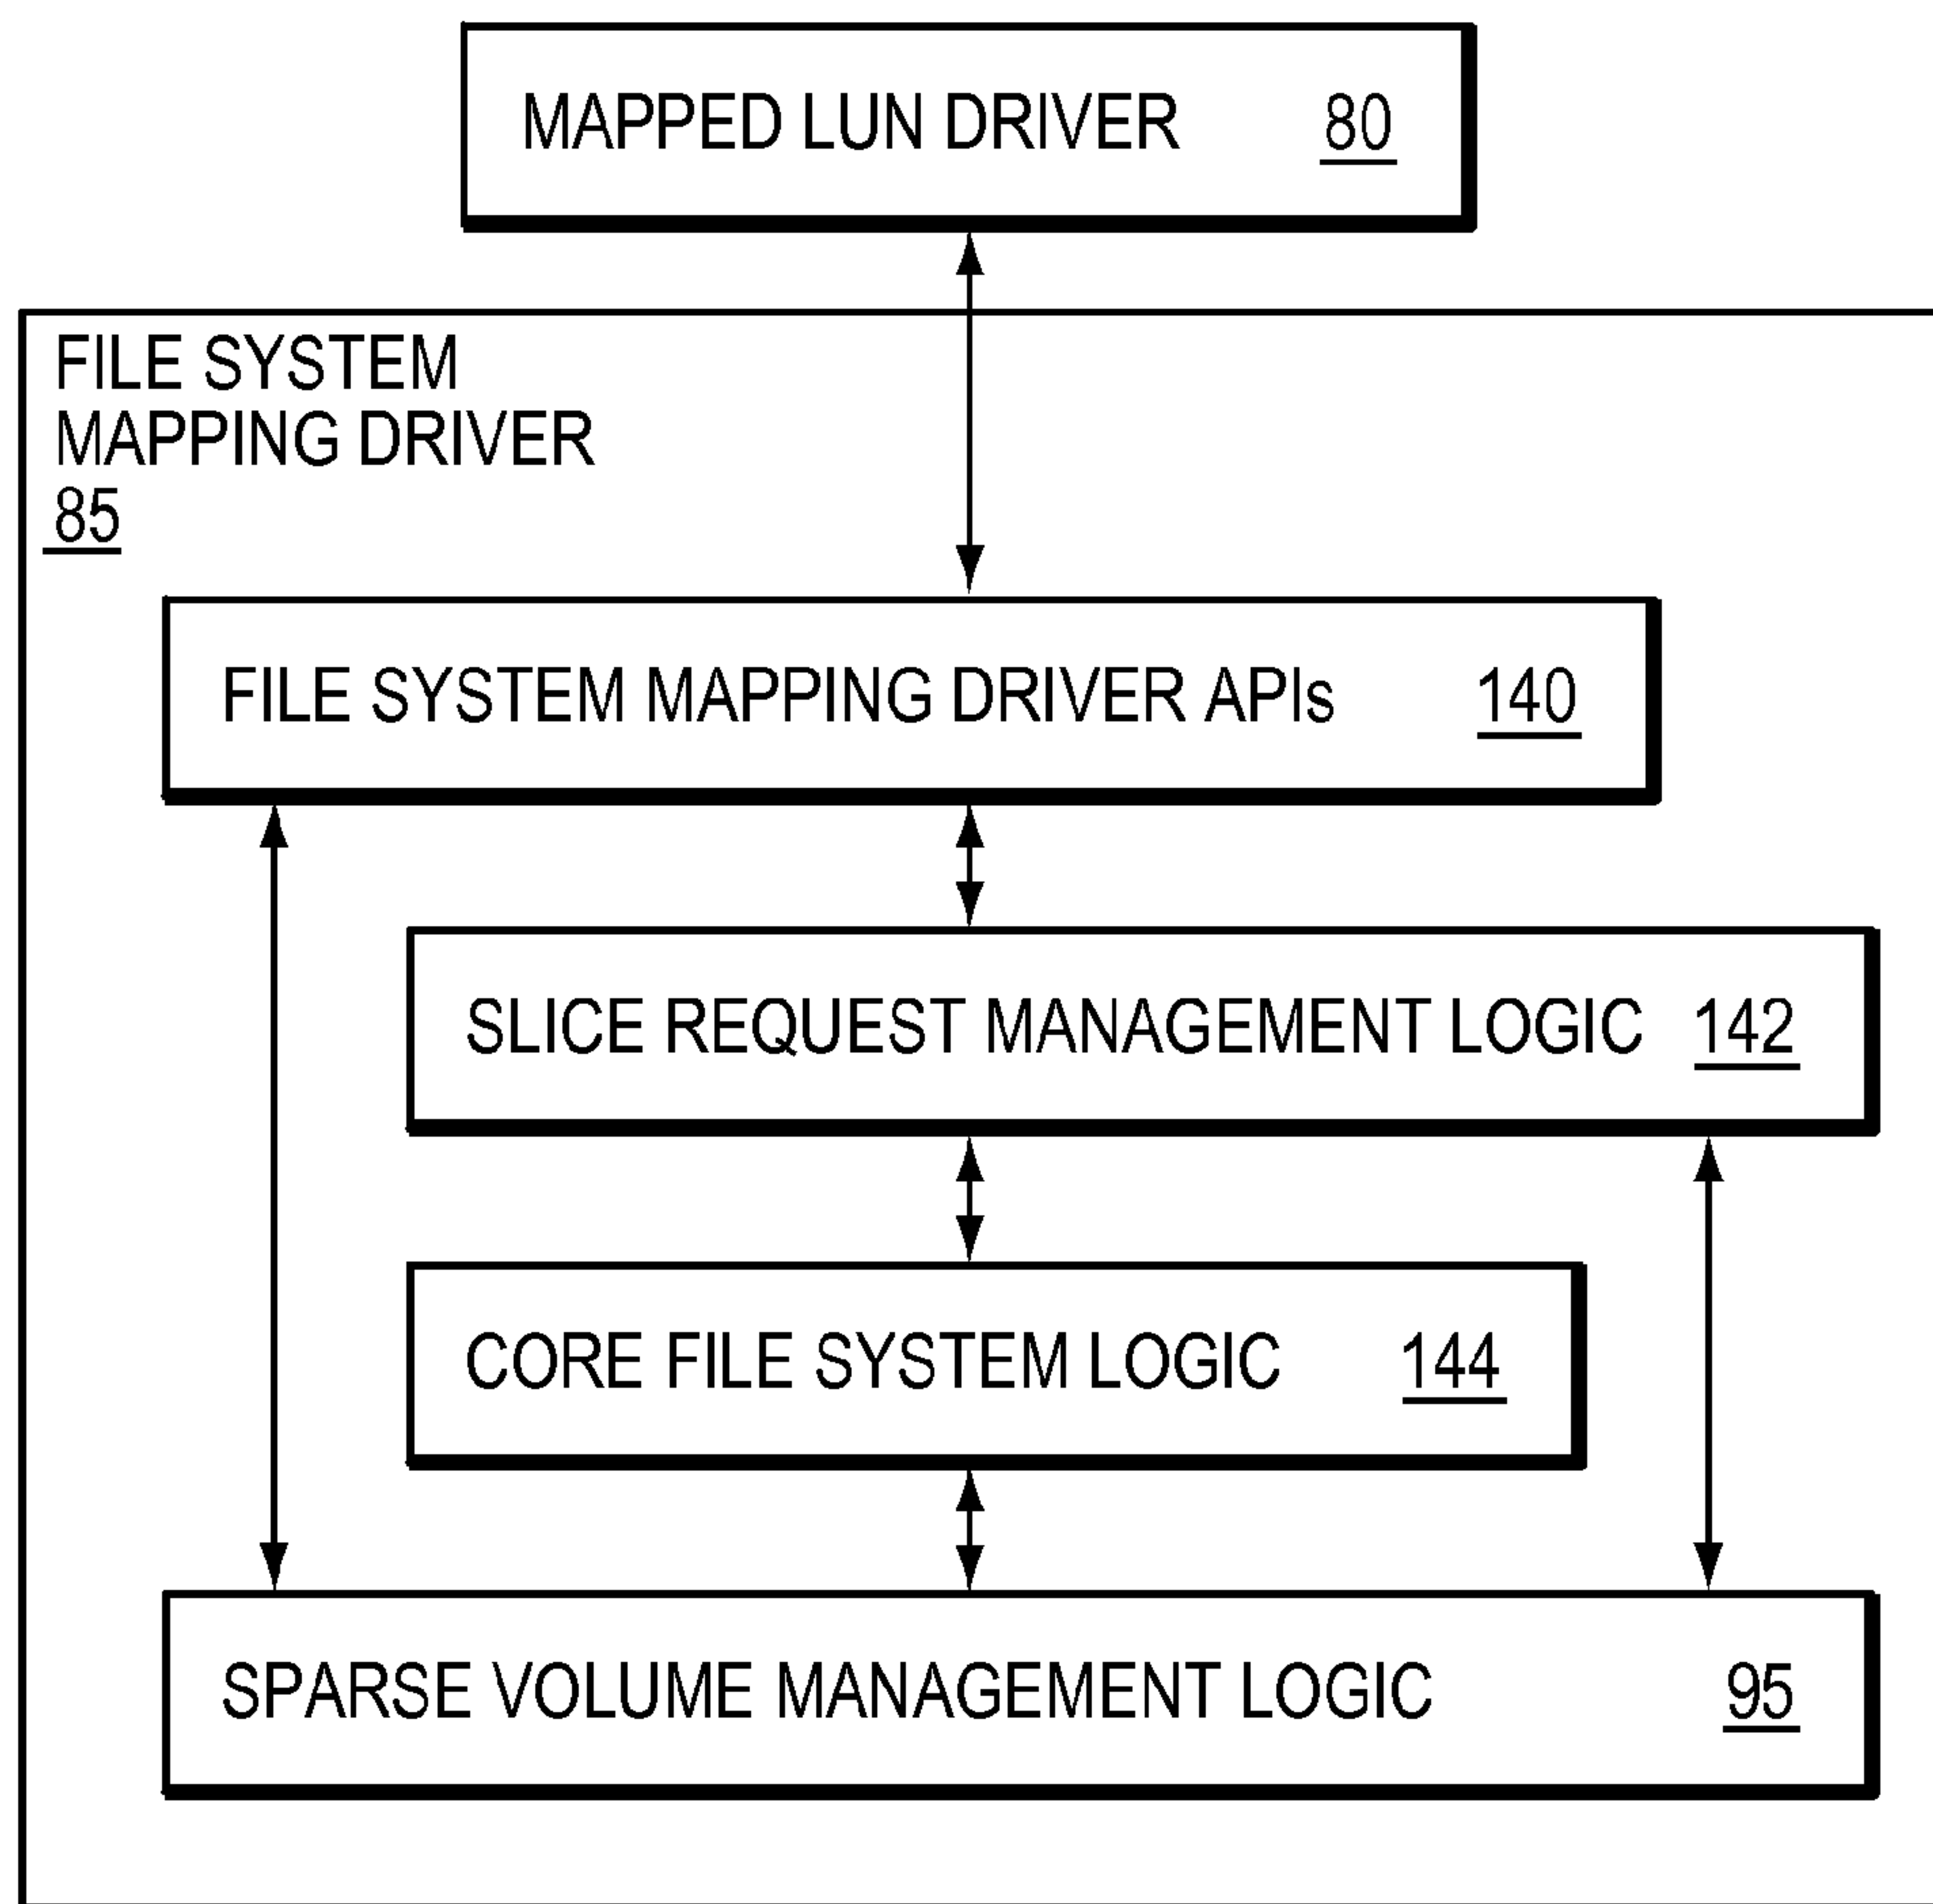 MAPPED LUN DRIVER 80
FILE SYSTEM
MAPPING DRIVER
85
FILE SYSTEM MAPPING DRIVER APIs 140
SLICE REQUEST MANAGEMENT LOGIC 142
CORE FILE SYSTEM LOGIC 144
SPARSE VOLUME MANAGEMENT LOGIC 95